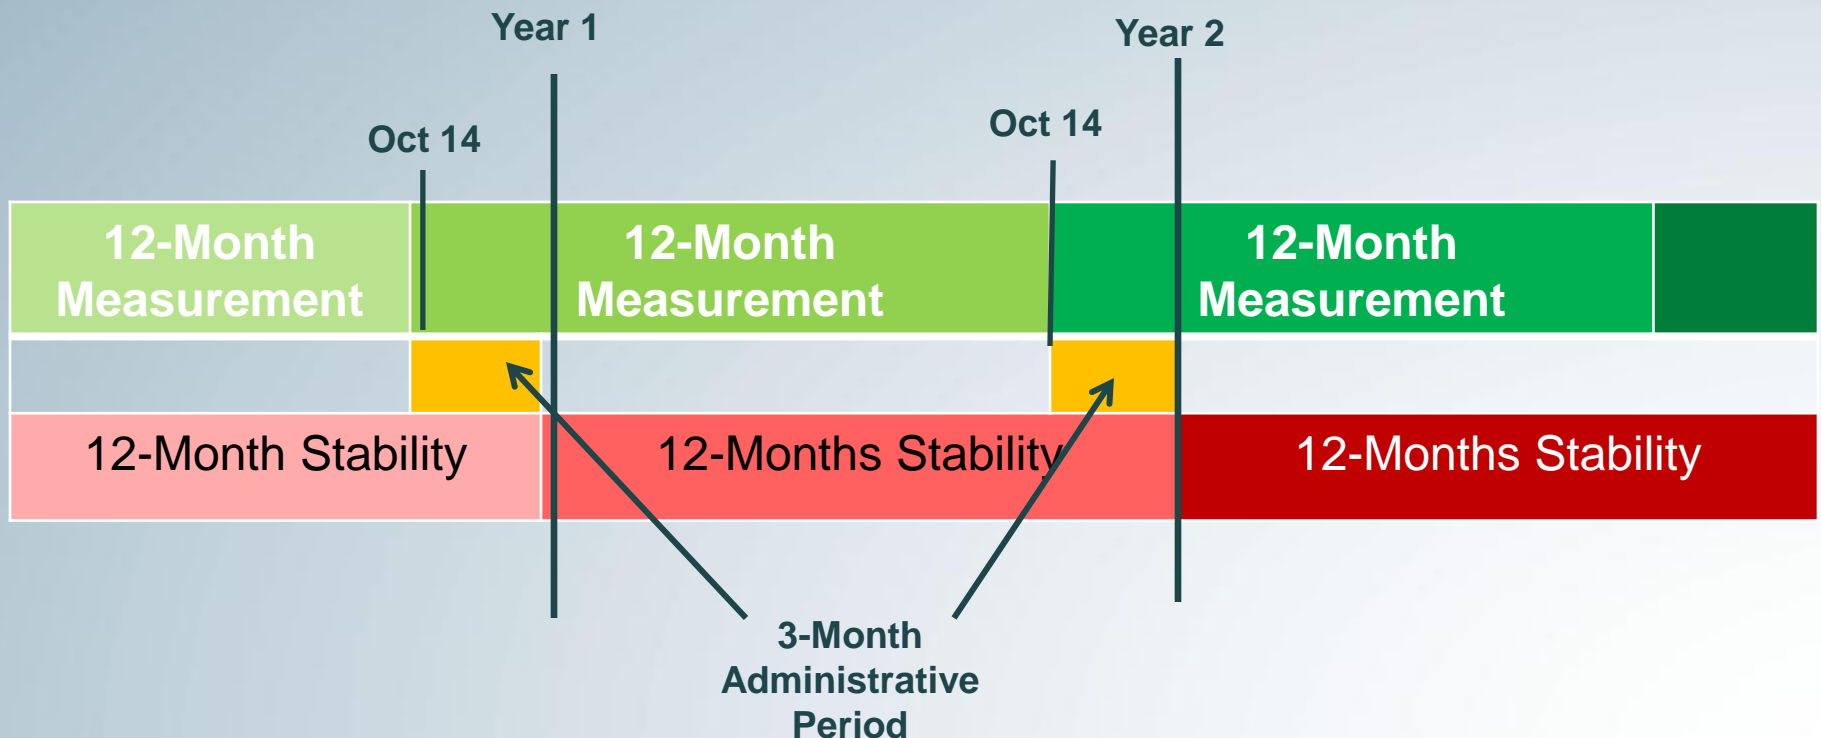 Year 1
Year 2
Oct 14
Oct 14
12-Month
Measurement
12-Month
Measurement
12-Month
Measurement
12-Month Stability
12-Months Stability
12-Months Stability
3-Month
Administrative
Period